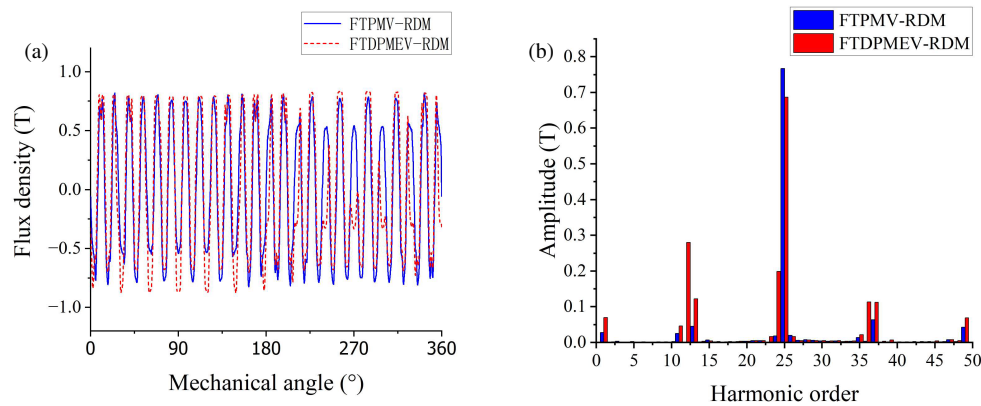 (a)
FTPMV-RDM
FTDPMEV-RDM
Flux density (T)
1.0
0.5
0.0
−0.5
−1.0
0 90 180 270 360
Mechanical angle (°)
(b)
FTPMV-RDM
FTDPMEV-RDM
Amplitude (T)
0.8
0.7
0.6
0.5
0.4
0.3
0.2
0.1
0.0
0 5 10 15 20 25 30 35 40 45 50
Harmonic order